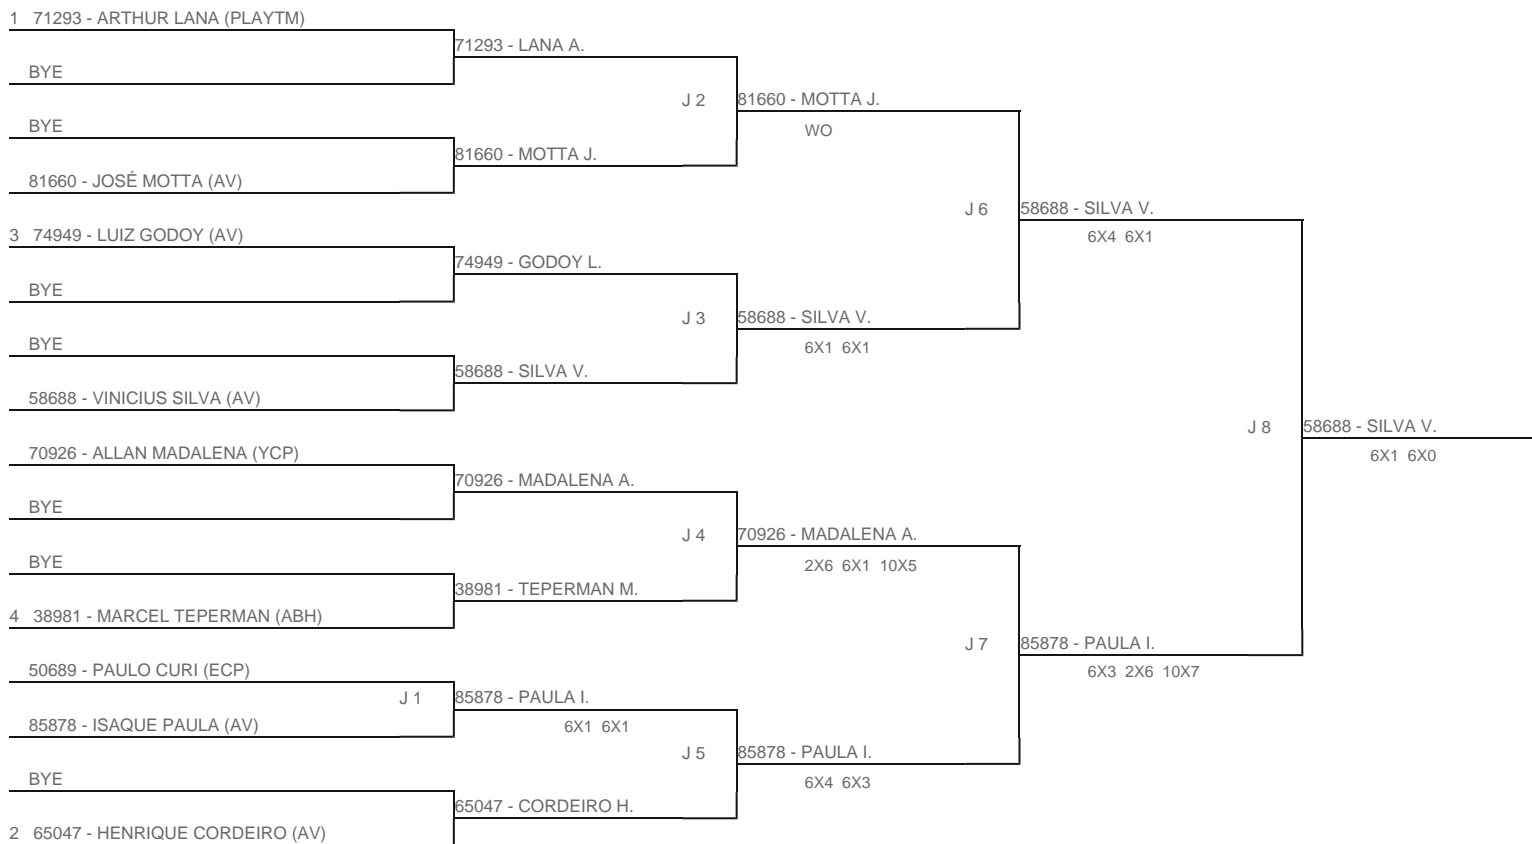 1 71293 - ARTHUR LANA (PLAYTM)
71293 - LANA A.
BYE
J 2
81660 - MOTTA J.
BYE
WO
81660 - MOTTA J.
81660 - JOSÉ MOTTA (AV)
J 6
58688 - SILVA V.
3 74949 - LUIZ GODOY (AV)
6X4 6X1
74949 - GODOY L.
BYE
J 3
58688 - SILVA V.
BYE
6X1 6X1
58688 - SILVA V.
58688 - VINICIUS SILVA (AV)
J 8
58688 - SILVA V.
70926 - ALLAN MADALENA (YCP)
6X1 6X0
70926 - MADALENA A.
BYE
J 4
70926 - MADALENA A.
BYE
2X6 6X1 10X5
38981 - TEPERMAN M.
4 38981 - MARCEL TEPERMAN (ABH)
J 7
85878 - PAULA I.
50689 - PAULO CURI (ECP)
6X3 2X6 10X7
J 1
85878 - PAULA I.
85878 - ISAQUE PAULA (AV)
6X1 6X1
J 5
85878 - PAULA I.
BYE
6X4 6X3
65047 - CORDEIRO H.
2 65047 - HENRIQUE CORDEIRO (AV)